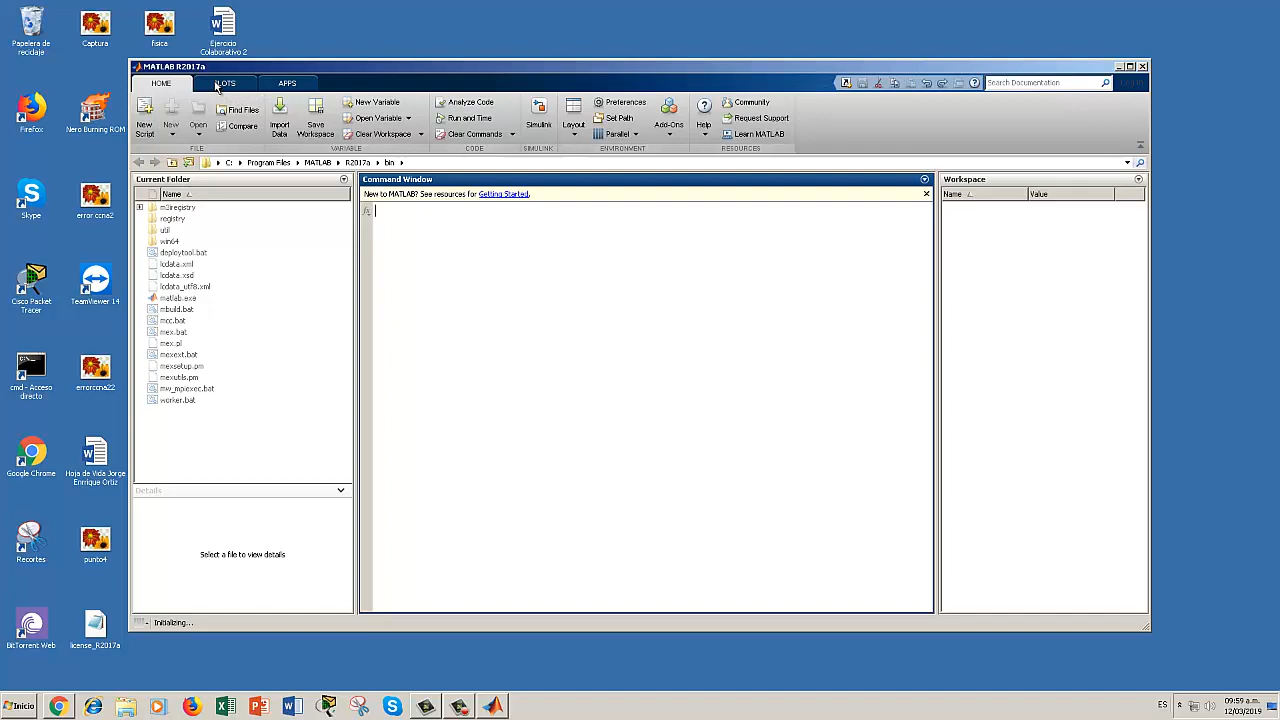 Papelera de
reciclaje
Captura
fisica
Ejercicio
Colaborativo 2
Firefox
Nero Burning ROM
Skype
error ccna2
Cisco Packet
Tracer
TeamViewer 14
cmd - Acceso
directo
errorccna22
Google Chrome
Hoja de Vida Jorge
Enrrique Ortiz
Recortes
punto4
BitTorrent Web
license_R2017a
MATLAB R2017a
HOME
PLOTS
APPS
Search Documentation
New
Script
New
Open
Find Files
Compare
Import
Data
Save
Workspace
New Variable
Open Variable
Clear Workspace
Analyze Code
Run and Time
Clear Commands
Simulink
Layout
Preferences
Set Path
Parallel
Add-Ons
Help
Community
Request Support
Learn MATLAB
FILE
VARIABLE
CODE
SIMULINK
ENVIRONMENT
RESOURCES
C: Program Files MATLAB R2017a bin
Current Folder
Name
m3iregistry
registry
util
win64
deploytool.bat
lcdata.xml
lcdata.xsd
lcdata_utf8.xml
matlab.exe
mbuild.bat
mcc.bat
mex.bat
mex.pl
mexext.bat
mexsetup.pm
mexutils.pm
mw_mpiexec.bat
worker.bat
Details
Select a file to view details
Command Window
New to MATLAB? See resources for Getting Started.
fx
Workspace
Name
Value
Initializing...
Inicio
ES
09:59 a.m.
12/03/2019